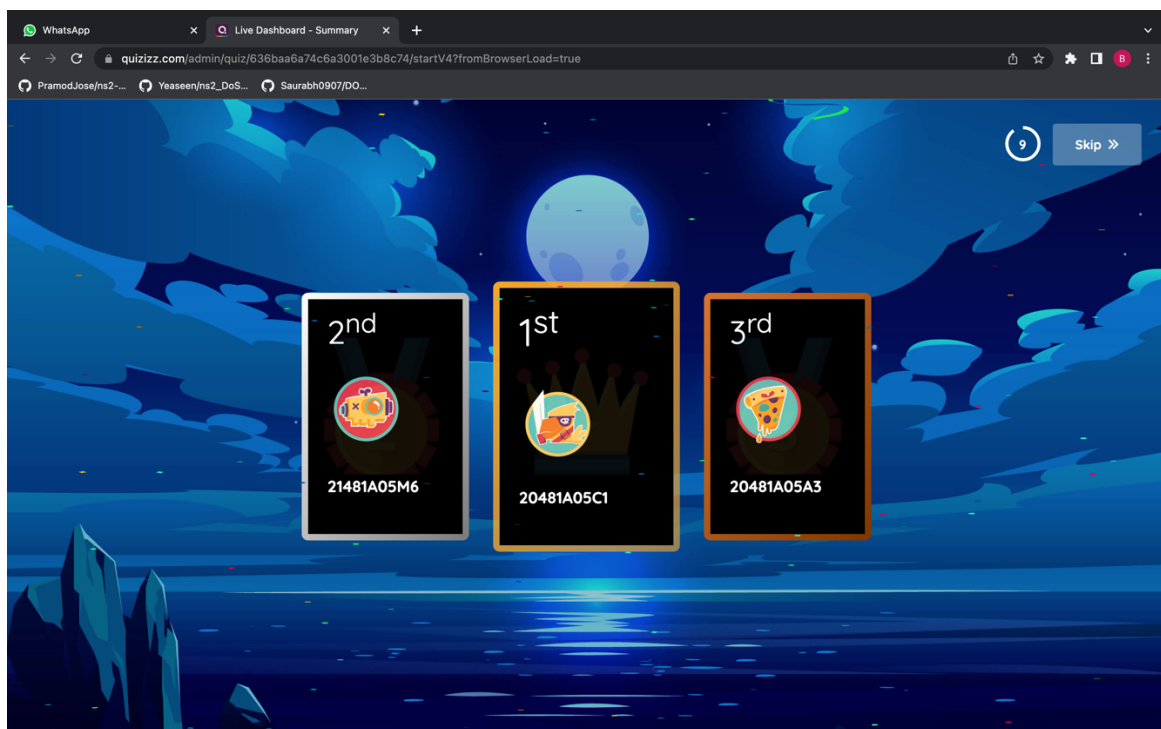 WhatsApp
Live Dashboard - Summary
quizizz.com/admin/quiz/636baa6a74c6a3001e3b8c74/startV4?fromBrowserLoad=true
B
PramodJose/ns2-...
Yeaseen/ns2_DoS...
Saurabh0907/DO...
9
Skip
2nd
21481A05M6
1st
20481A05C1
3rd
20481A05A3